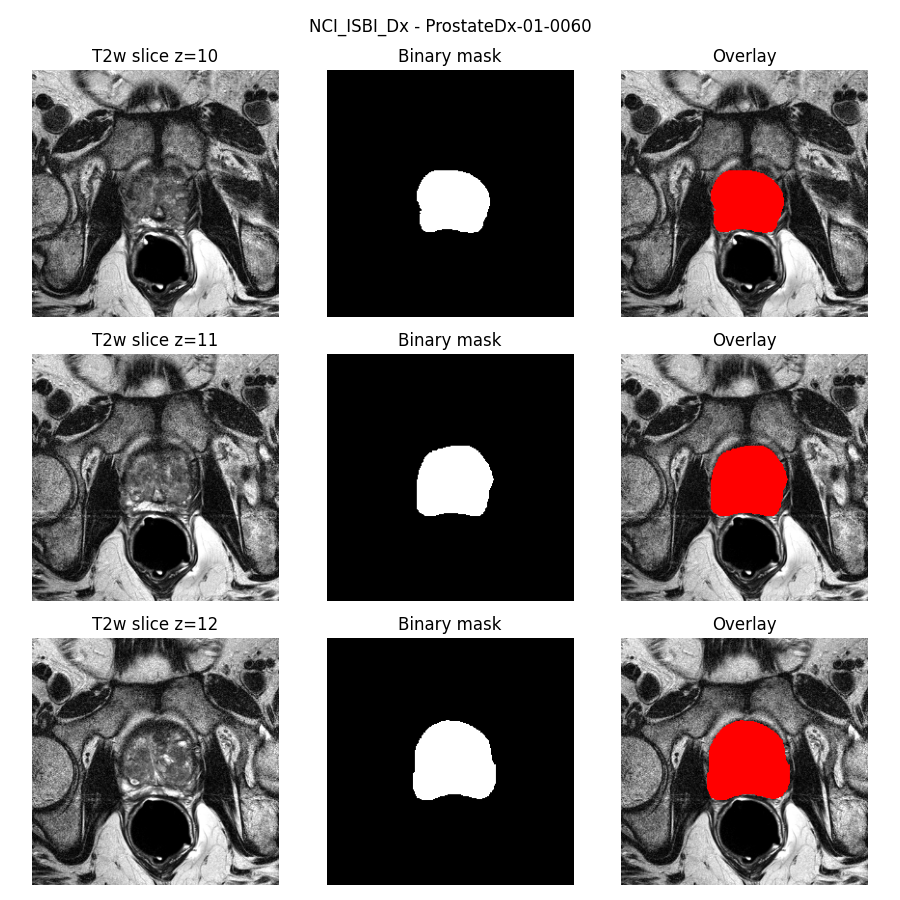 NCI_ISBI_Dx - ProstateDx-01-0060
T2w slice z=10
Binary mask
Overlay
T2w slice z=11
Binary mask
Overlay
T2w slice z=12
Binary mask
Overlay